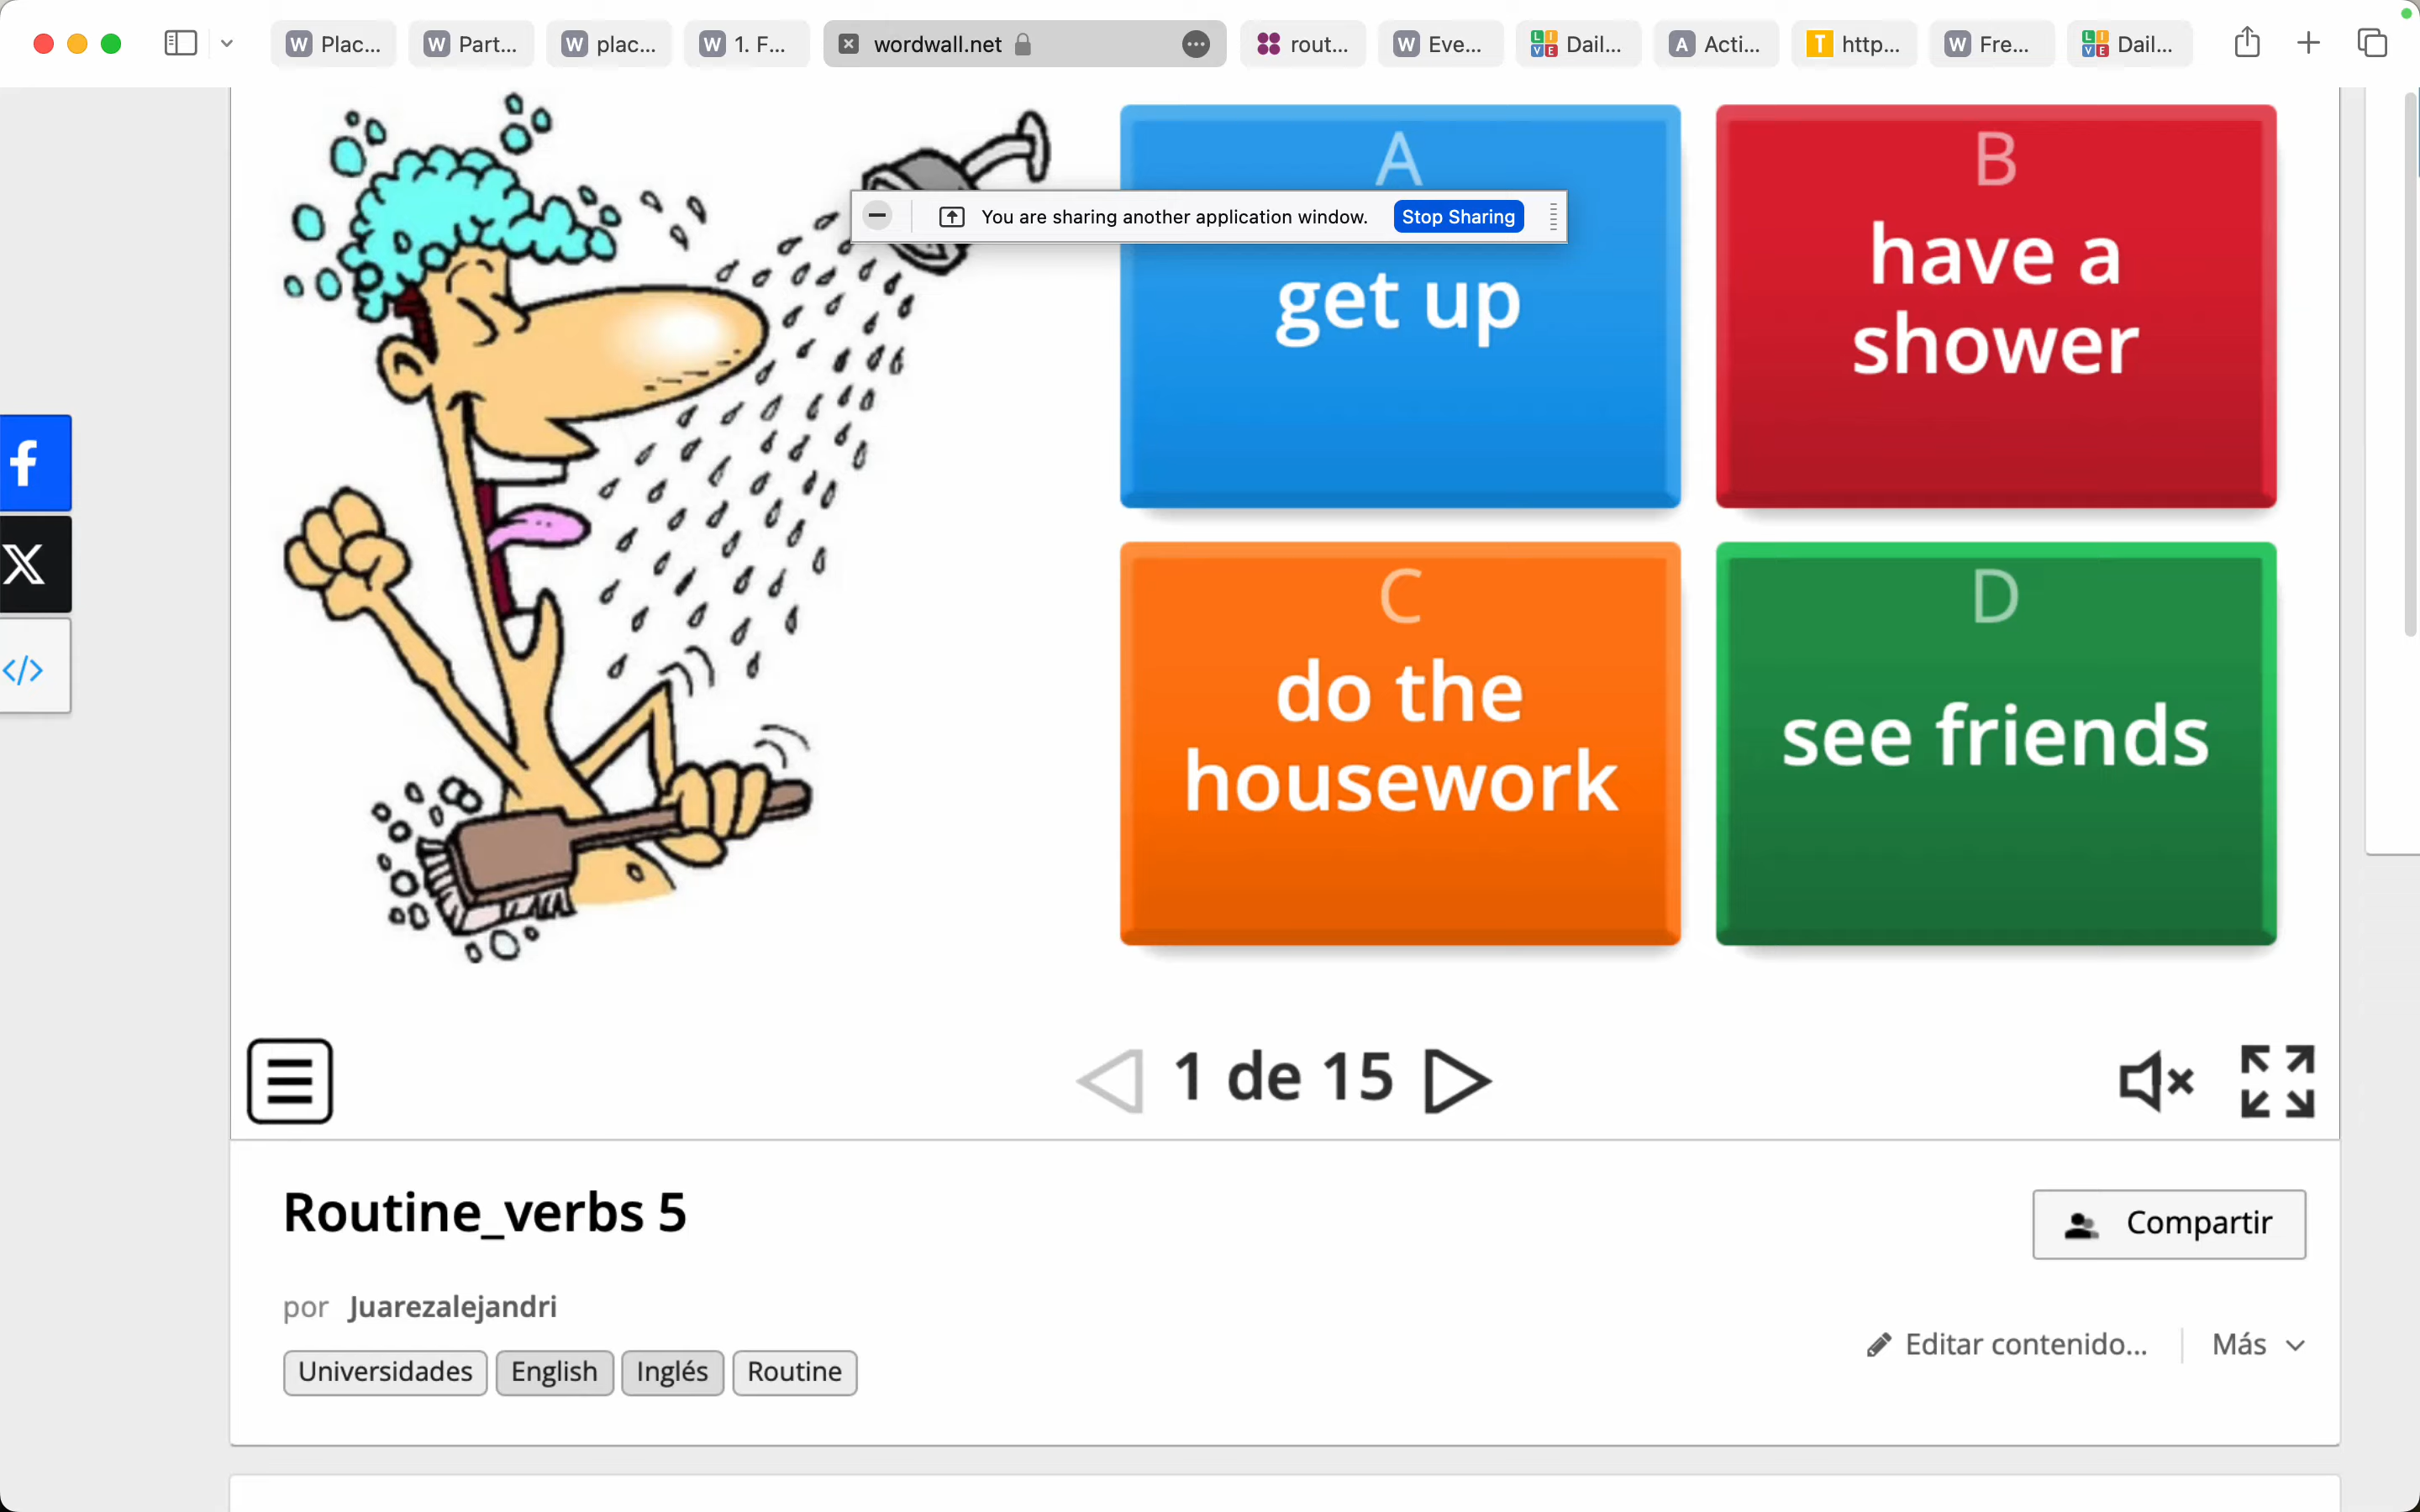 Plac...
Part...
plac...
1. F...
wordwall.net
rout...
Eve...
Dail...
Acti...
http...
Fre...
Dail...
You are sharing another application window.
Stop Sharing
A
get up
B
have a
shower
C
do the
housework
D
see friends
1 de 15
Routine_verbs 5
Compartir
por Juarezalejandri
Editar contenido...
Más
Universidades
English
Inglés
Routine